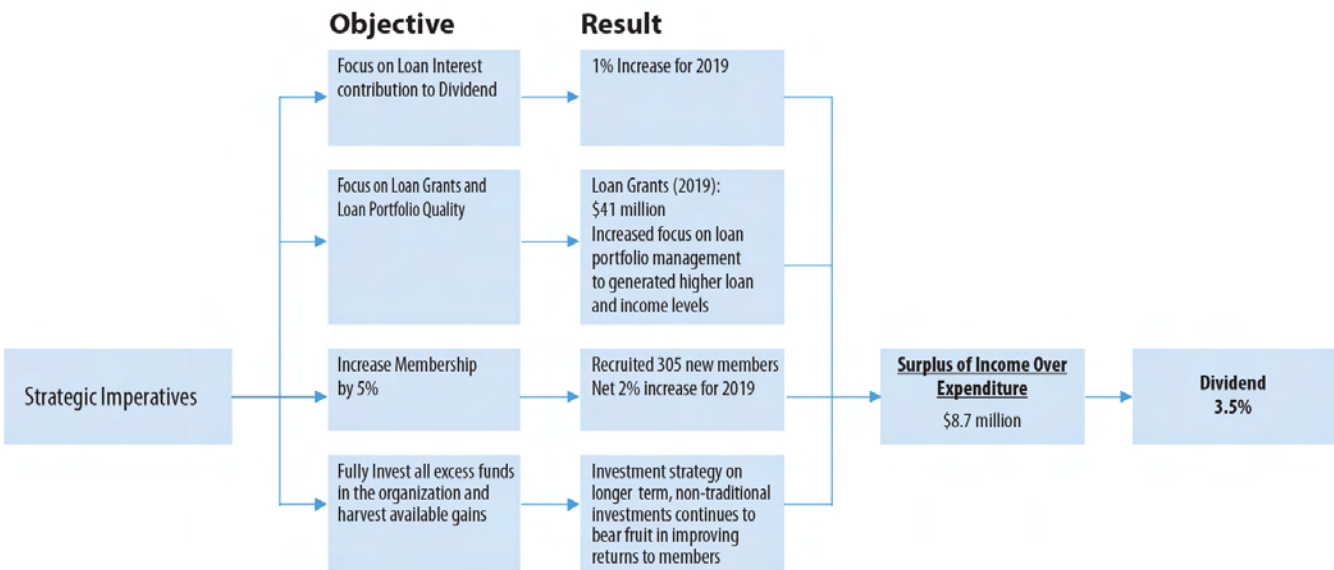 Objective
Result
Focus on Loan Interest
contribution to Dividend
1% Increase for 2019
Focus on Loan Grants and
Loan Portfolio Quality
Loan Grants (2019):
$41 million
Increased focus on loan
portfolio management
to generated higher loan
and income levels
Strategic Imperatives
Increase Membership
by 5%
Recruited 305 new members
Net 2% increase for 2019
Surplus of Income Over
Expenditure
$8.7 million
Dividend
3.5%
Fully Invest all excess funds
in the organization and
harvest available gains
Investment strategy on
longer term, non-traditional
investments continues to
bear fruit in improving
returns to members